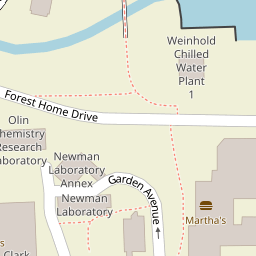 Weinhold
Chilled
Water
Plant
1
Forest Home Drive
Olin
Chemistry
Research
Laboratory
Newman
Laboratory
Annex
Newman
Laboratory
Garden Avenue
Martha's
Clark